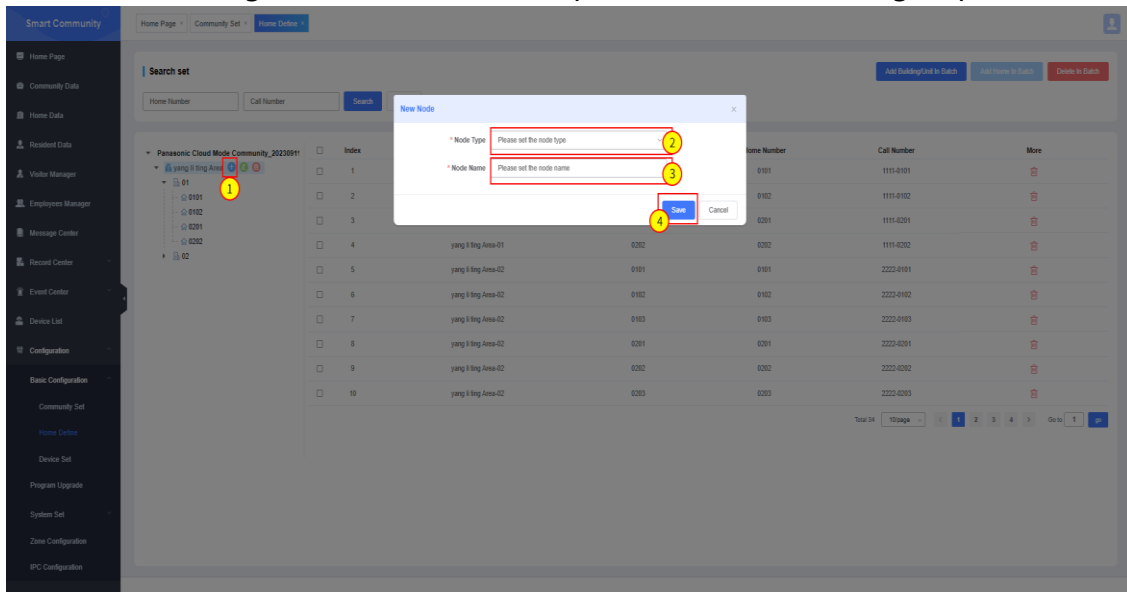 Smart Community
Home Page
Community Set
Home Define
Home Page
Community Data
Home Data
Resident Data
Visitor Manager
Employees Manager
Message Center
Record Center
Event Center
Device List
Configuration
Basic Configuration
Community Set
Home Define
Device Set
Program Upgrade
System Set
Zone Configuration
IPC Configuration
Search set
Add Building/Unit In Batch
Add Home In Batch
Delete In Batch
Home Number
Call Number
Search
New Node
* Node Type
Please set the node type
2
* Node Name
Please set the node name
3
Save
Cancel
4
Panasonic Cloud Mode Community_2023091
yang li ting Area
1
01
0101
0102
0201
0202
02
Index
Home Number
Call Number
More
1 0101 1111-0101
2 0102 1111-0102
3 0201 1111-0201
4 yang li ting Area-01 0202 0202 1111-0202
5 yang li ting Area-02 0101 0101 2222-0101
6 yang li ting Area-02 0102 0102 2222-0102
7 yang li ting Area-02 0103 0103 2222-0103
8 yang li ting Area-02 0201 0201 2222-0201
9 yang li ting Area-02 0202 0202 2222-0202
10 yang li ting Area-02 0203 0203 2222-0203
Total 34 10/page 1 2 3 4 Go to 1 go